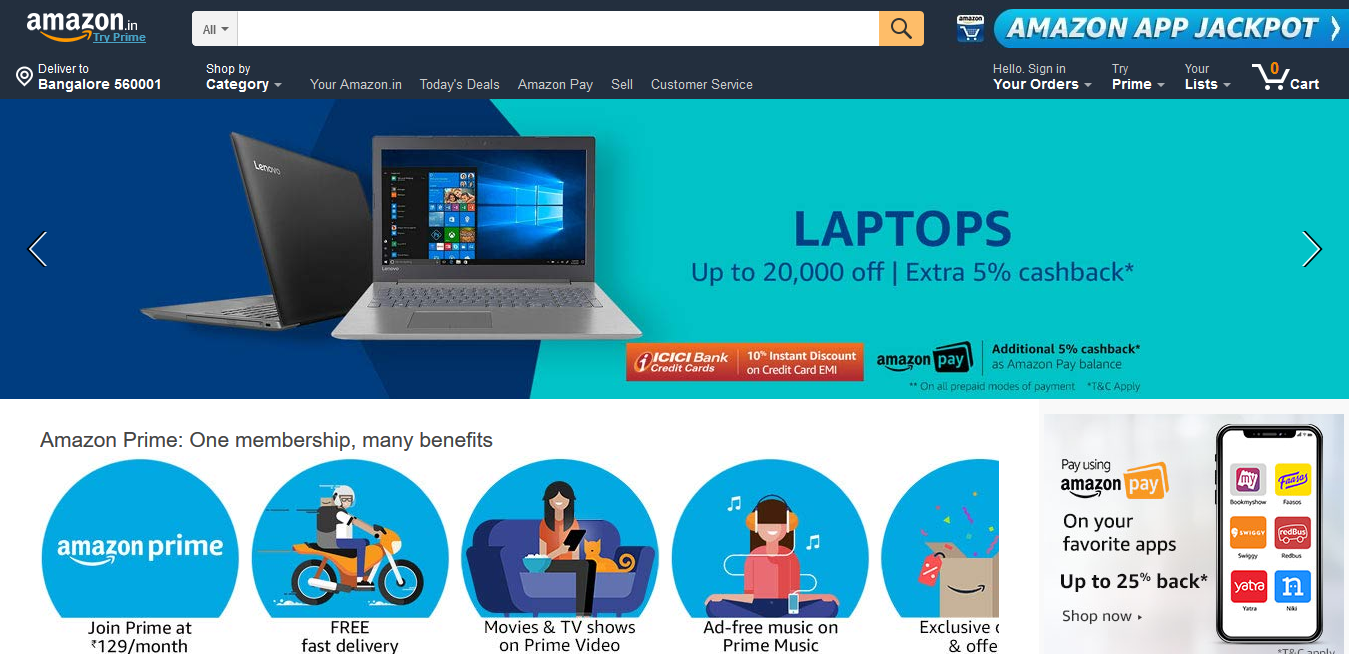 amazon.in
Try Prime
All
amazon
AMAZON APP JACKPOT
Deliver to
Bangalore 560001
Shop by
Category
Your Amazon.in
Today's Deals
Amazon Pay
Sell
Customer Service
Hello. Sign in
Your Orders
Try
Prime
Your
Lists
0
Cart
Lenovo
Lenovo
LAPTOPS
Up to 20,000 off | Extra 5% cashback*
ICICI Bank
Credit Cards
10% Instant Discount
on Credit Card EMI
amazon pay
Additional 5% cashback*
as Amazon Pay balance
** On all prepaid modes of payment *T&C Apply
Amazon Prime: One membership, many benefits
amazon prime
Join Prime at
₹129/month
FREE
fast delivery
Movies & TV shows
on Prime Video
Ad-free music on
Prime Music
Exclusive
& offe
Pay using
amazon pay
On your
favorite apps
Up to 25% back*
Shop now
my
Bookmyshow
Faasos
Faasos
SWIGGY
Swiggy
redBus
Redbus
yatra
Yatra
n
Niki
*T&C apply